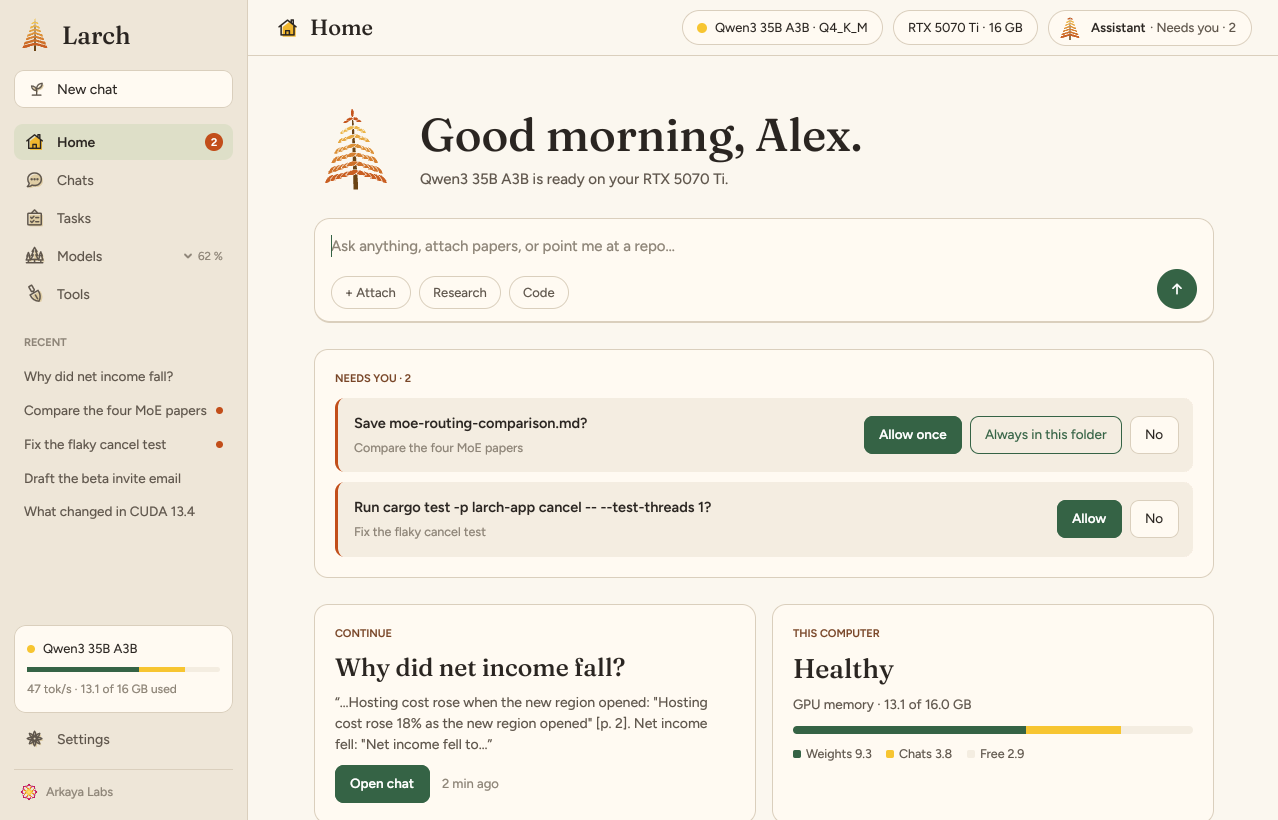 Larch
New chat
Home
2
Chats
Tasks
Models
62 %
Tools
RECENT
Why did net income fall?
Compare the four MoE papers
Fix the flaky cancel test
Draft the beta invite email
What changed in CUDA 13.4
Qwen3 35B A3B
47 tok/s · 13.1 of 16 GB used
Settings
Arkaya Labs
Home
Qwen3 35B A3B · Q4_K_M
RTX 5070 Ti · 16 GB
Assistant · Needs you · 2
Good morning, Alex.
Qwen3 35B A3B is ready on your RTX 5070 Ti.
Ask anything, attach papers, or point me at a repo...
+ Attach
Research
Code
NEEDS YOU · 2
Save moe-routing-comparison.md?
Compare the four MoE papers
Allow once
Always in this folder
No
Run cargo test -p larch-app cancel -- --test-threads 1?
Fix the flaky cancel test
Allow
No
CONTINUE
Why did net income fall?
“...Hosting cost rose when the new region opened: "Hosting
cost rose 18% as the new region opened" [p. 2]. Net income
fell: "Net income fell to...”
Open chat
2 min ago
THIS COMPUTER
Healthy
GPU memory · 13.1 of 16.0 GB
Weights 9.3
Chats 3.8
Free 2.9